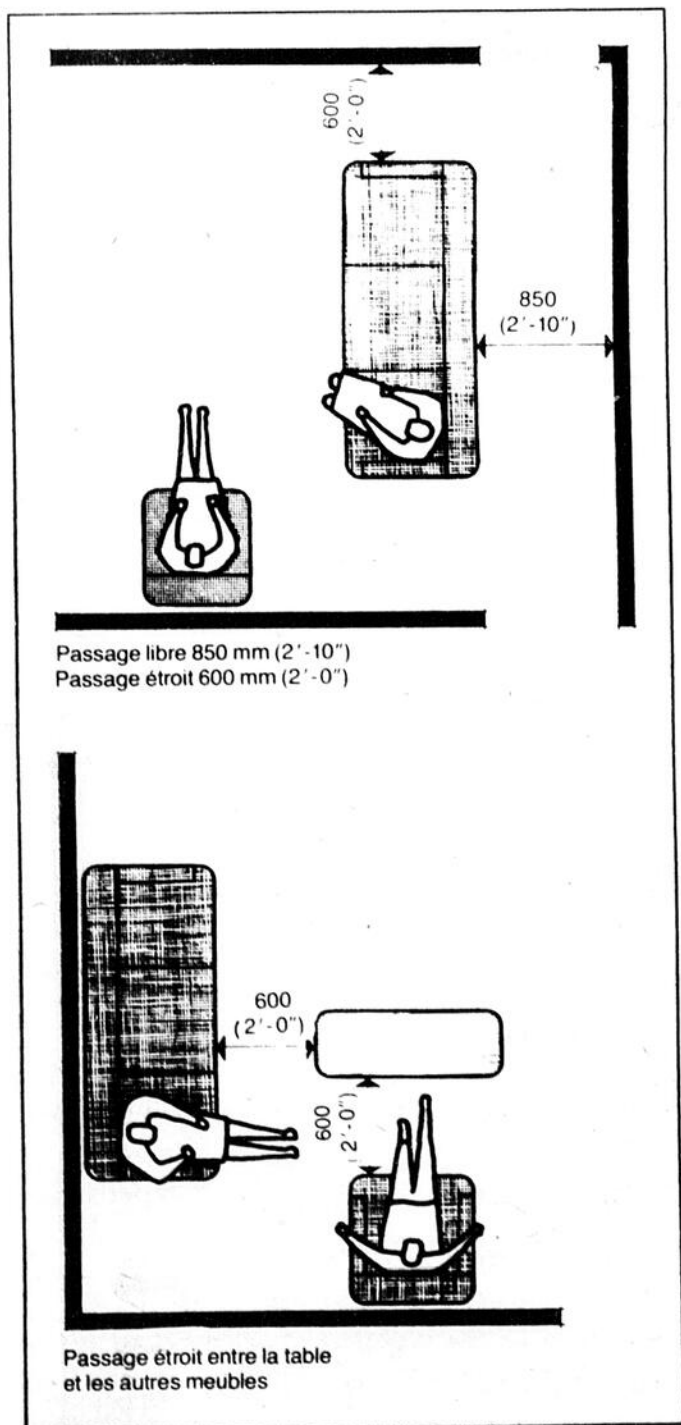 600
(2'-0")
850
(2'-10")
Passage libre 850 mm (2'-10")
Passage étroit 600 mm (2'-0")
600
(2'-0")
600
(2'-0")
Passage étroit entre la table
et les autres meubles